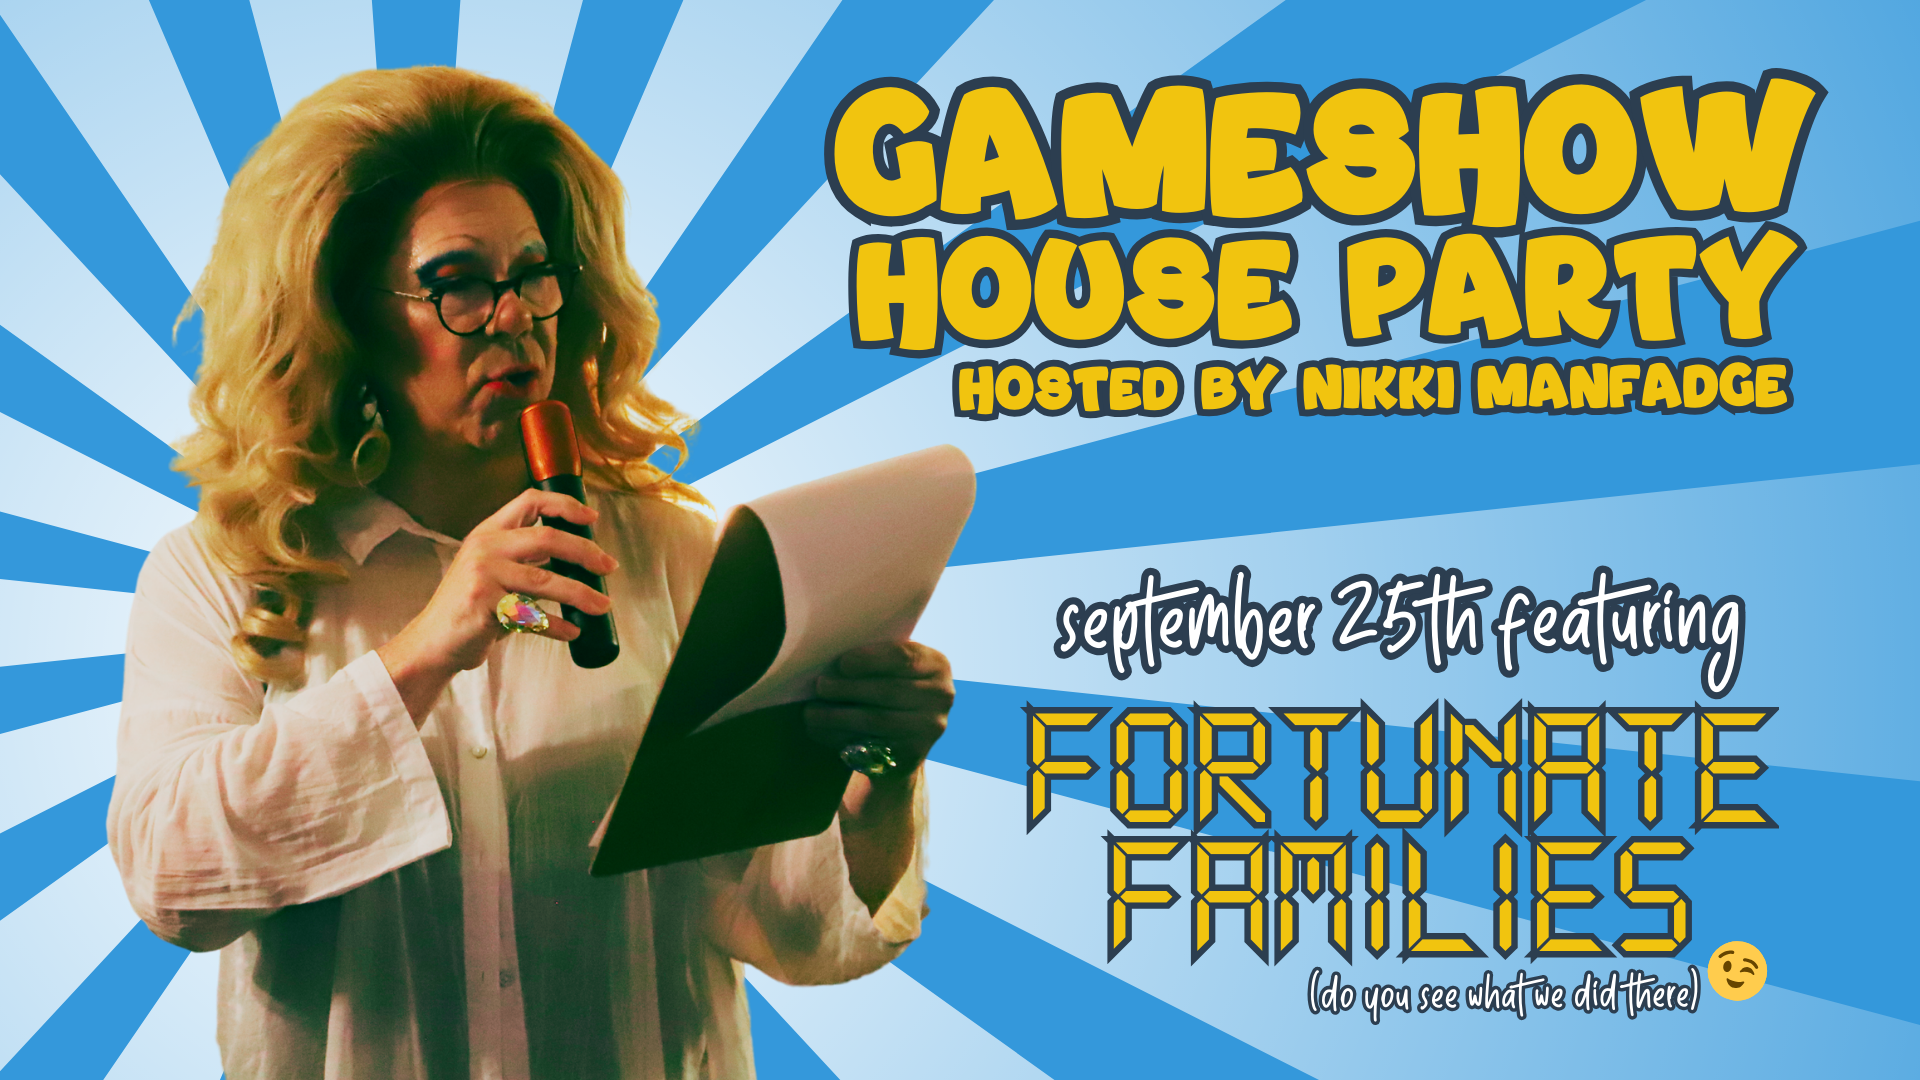 GAMESHOW
HOUSE PARTY
HOSTED BY NIKKI MANFADGE
september 25th featuring
FORTUNATE
FAMILIES
(do you see what we did there) 😉